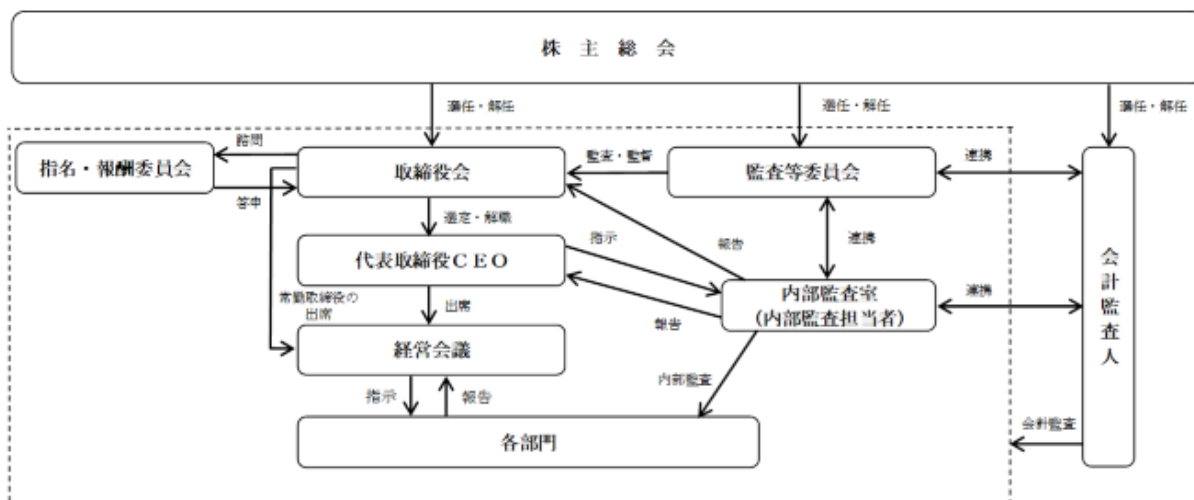 株主総会
選任・解任
選任・解任
選任・解任
諮問
指名・報酬委員会
取締役会
監査・監督
監査等委員会
連携
答申
選定・解職
指示
報告
連携
代表取締役CEO
常勤取締役の
出席
出席
報告
内部監査室
(内部監査担当者)
連携
会計監査人
経営会議
指示
報告
内部監査
各部門
会計監査